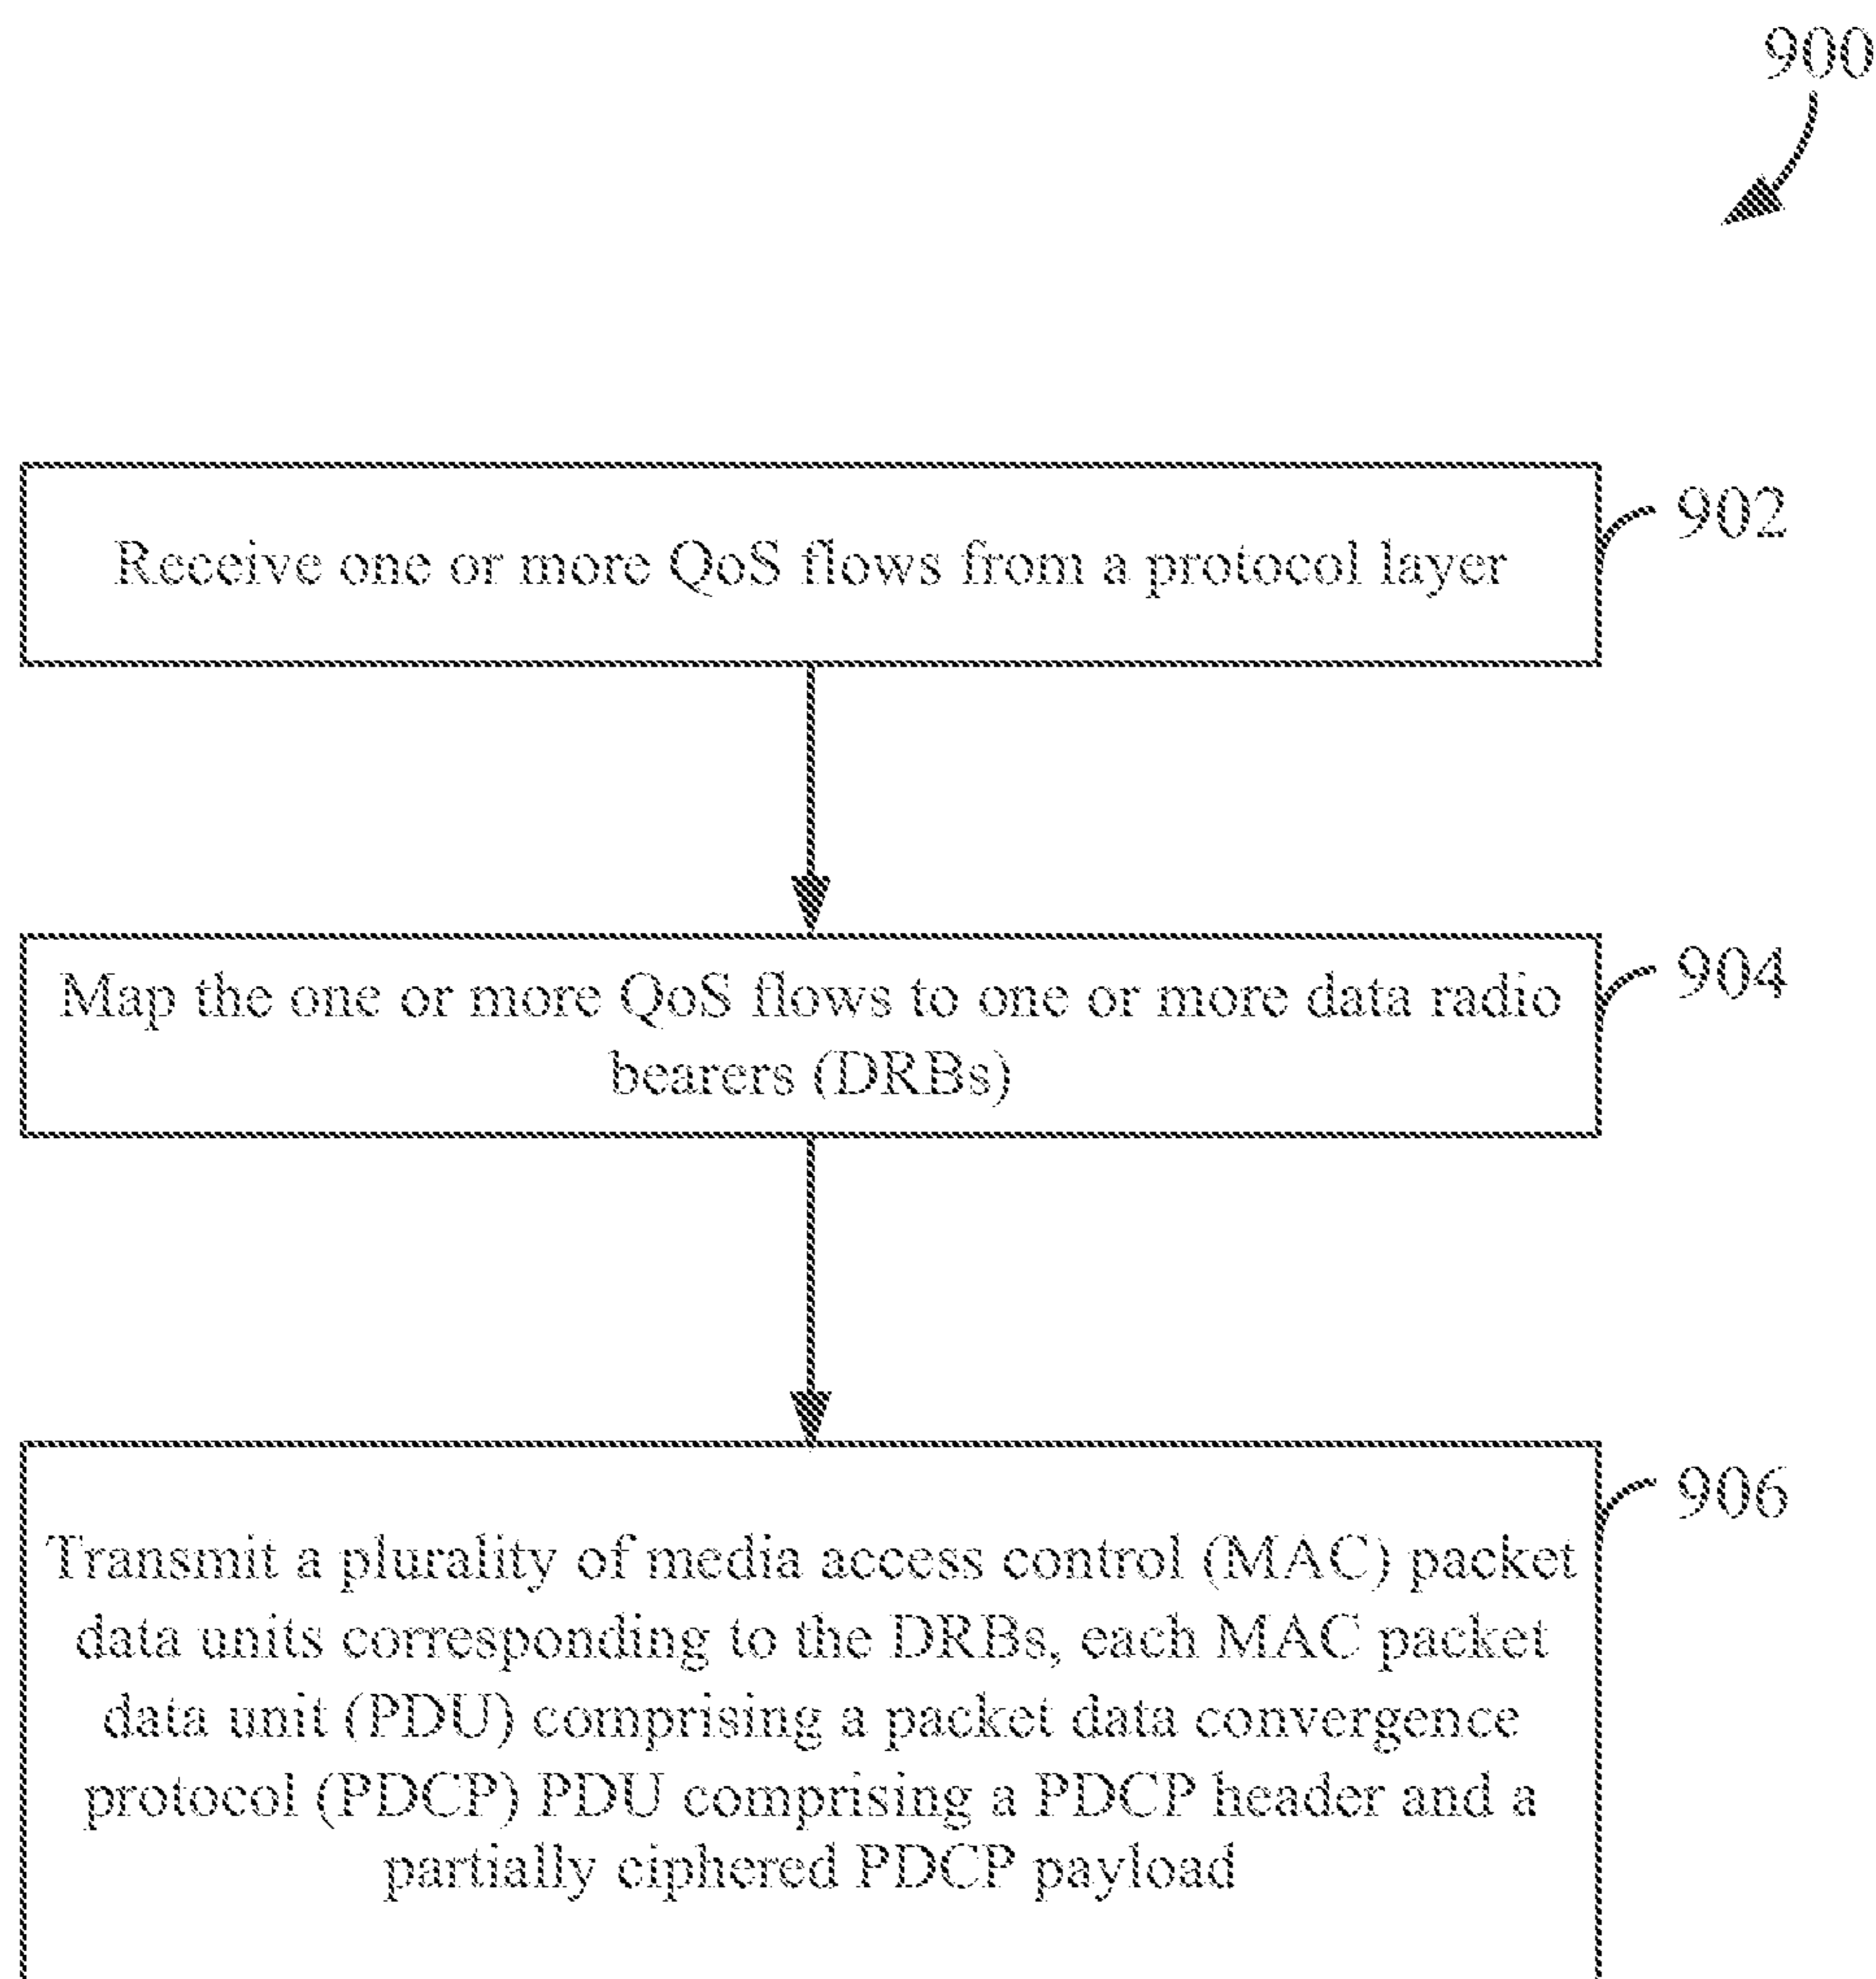 900
Receive one or more QoS flows from a protocol layer
902
Map the one or more QoS flows to one or more data radio
bearers (DRBs)
904
Transmit a plurality of media access control (MAC) packet
data units corresponding to the DRBs, each MAC packet
data unit (PDU) comprising a packet data convergence
protocol (PDCP) PDU comprising a PDCP header and a
partially ciphered PDCP payload
906